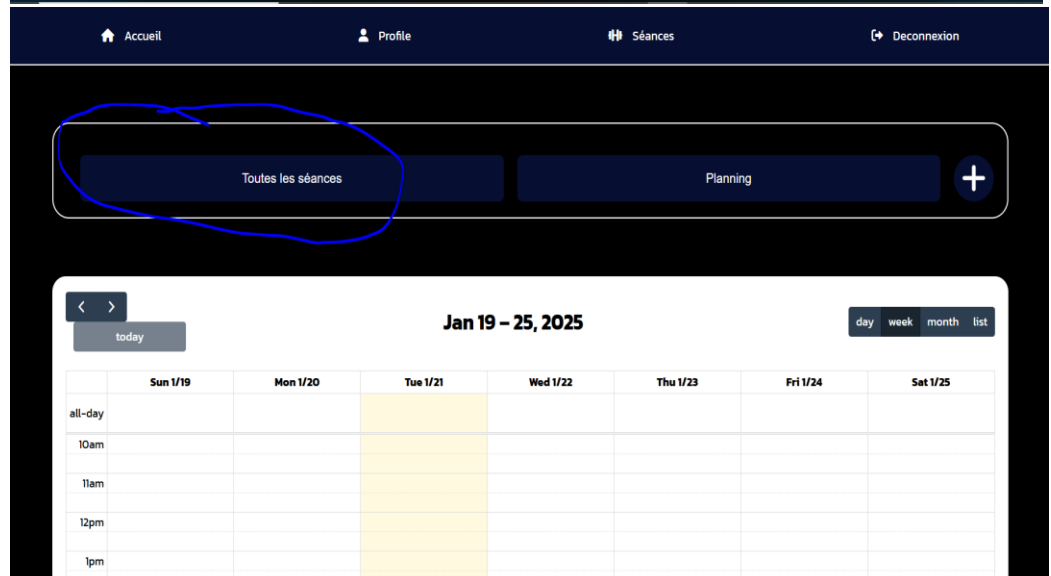 Accueil Profile Séances Deconnexion
Toutes les séances Planning
today
Jan 19 – 25, 2025
day week month list
Sun 1/19 Mon 1/20 Tue 1/21 Wed 1/22 Thu 1/23 Fri 1/24 Sat 1/25
all-day
10am
11am
12pm
1pm